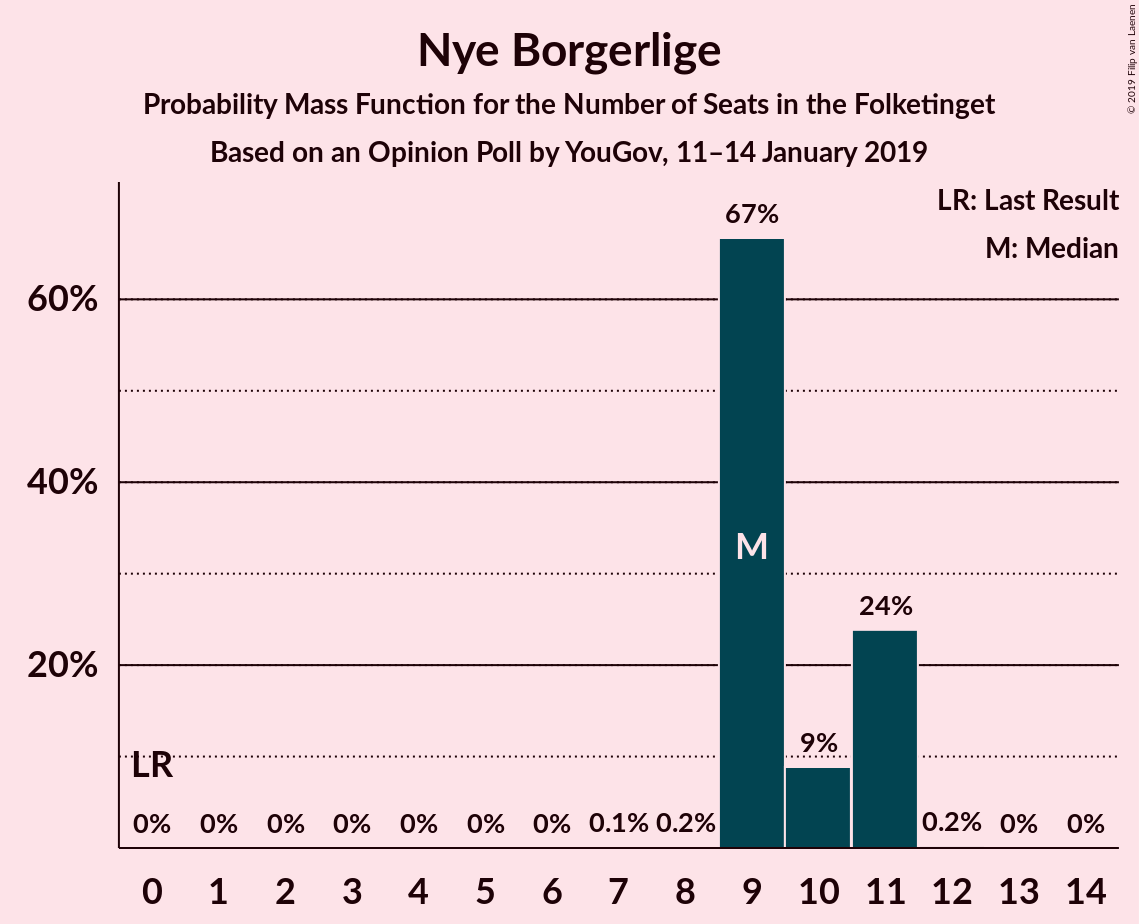 Nye Borgerlige
Probability Mass Function for the Number of Seats in the Folketinget
Based on an Opinion Poll by YouGov, 11–14 January 2019
© 2019 Filip van Laenen
LR: Last Result
M: Median
67%
60%
40%
M
24%
20%
9%
LR
0% 0% 0% 0% 0% 0% 0% 0.1% 0.2% 0.2% 0% 0%
0 1 2 3 4 5 6 7 8 9 10 11 12 13 14